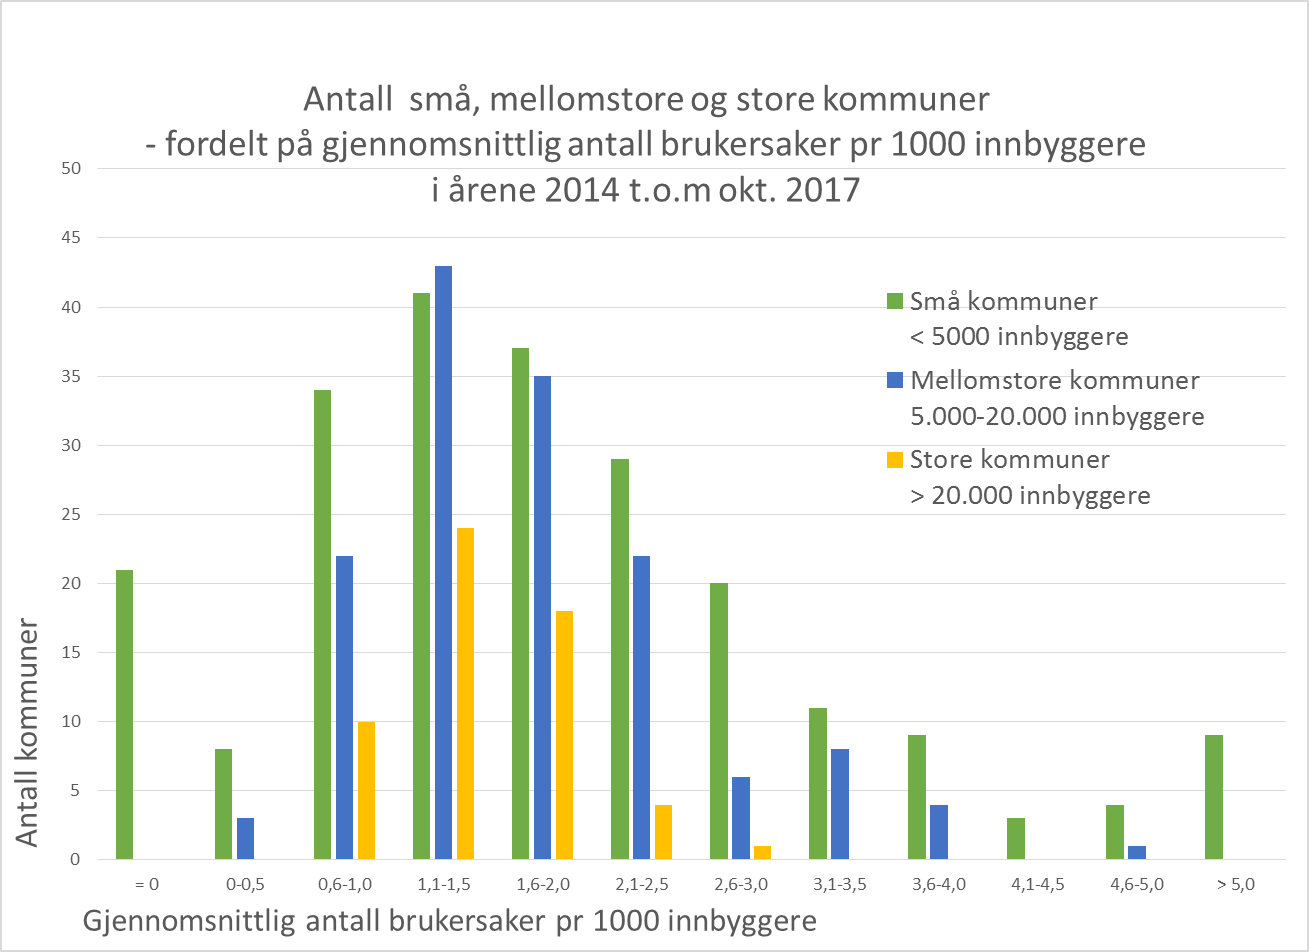 Antall  små, mellomstore og store kommuner
- fordelt på gjennomsnittlig antall brukersaker pr 1000 innbyggere
i årene 2014 t.o.m okt. 2017
50
45
40
35
30
25
20
15
10
5
0
Antall kommuner
Små kommuner
< 5000 innbyggere
Mellomstore kommuner
5.000-20.000 innbyggere
Store kommuner
> 20.000 innbyggere
= 0 0-0,5 0,6-1,0 1,1-1,5 1,6-2,0 2,1-2,5 2,6-3,0 3,1-3,5 3,6-4,0 4,1-4,5 4,6-5,0 > 5,0
Gjennomsnittlig antall brukersaker pr 1000 innbyggere